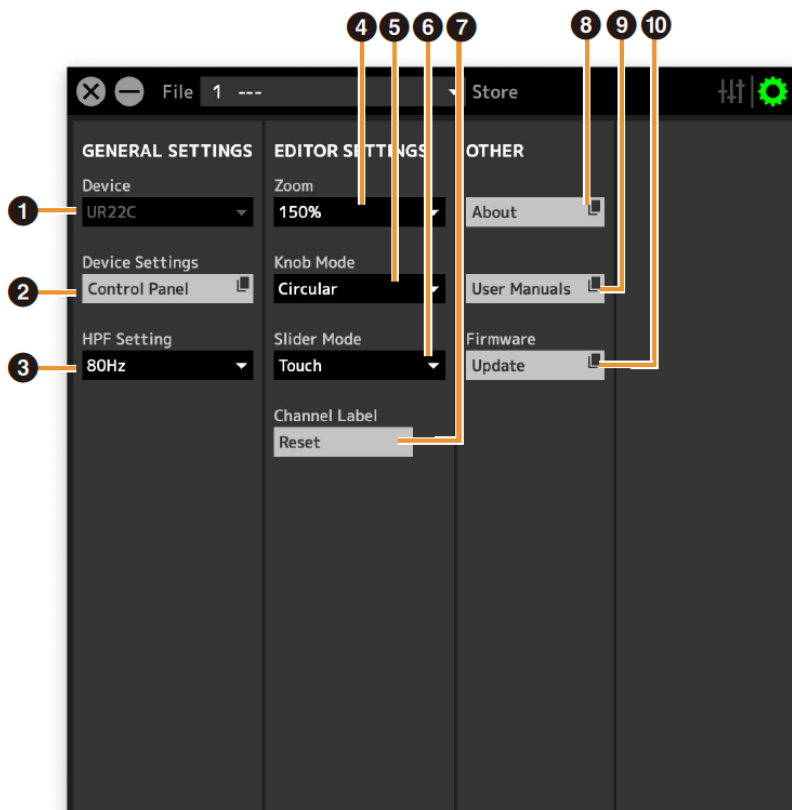 4 5 6 7 8 9 10
File 1 --- Store
GENERAL SETTINGS
Device
1 UR22C
Device Settings
2 Control Panel
HPF Setting
3 80Hz
EDITOR SETTINGS
Zoom
150%
Knob Mode
Circular
Slider Mode
Touch
Channel Label
Reset
OTHER
About
User Manuals
Firmware
Update